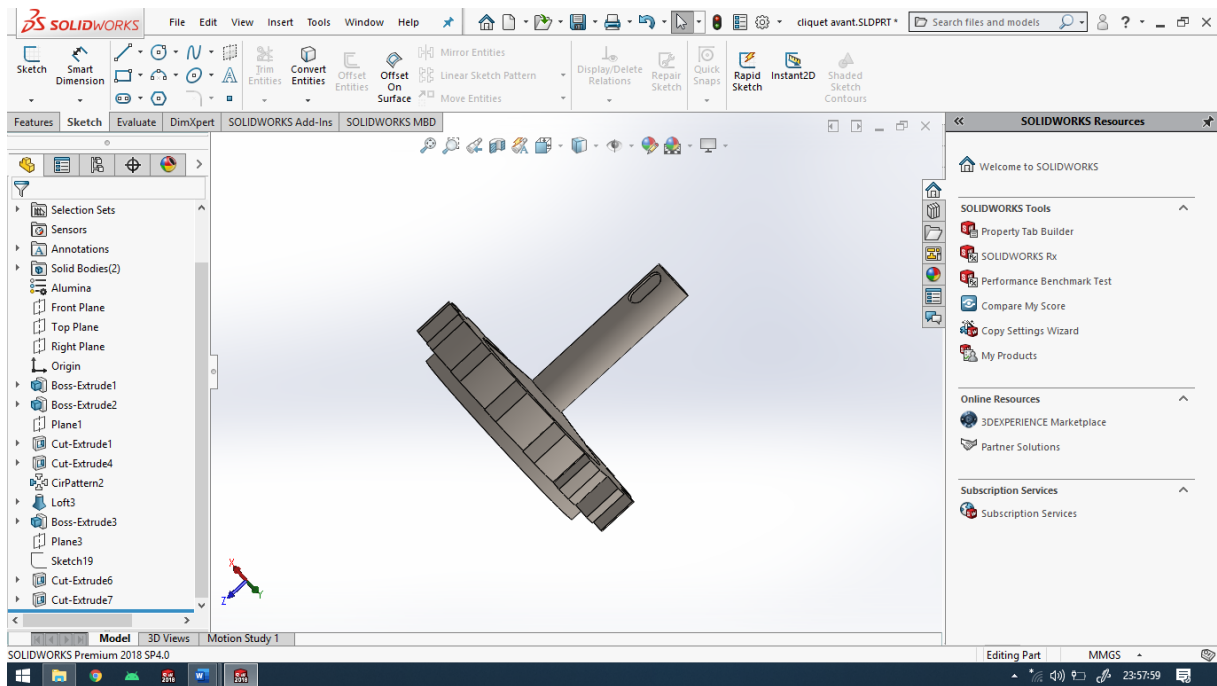 SOLIDWORKS File Edit View Insert Tools Window Help cliquet avant.SLDPRT * Search files and models
Sketch Smart Dimension Trim Entities Convert Entities Offset Entities Offset On Surface Mirror Entities Linear Sketch Pattern Move Entities Display/Delete Relations Repair Sketch Quick Snaps Rapid Sketch Instant2D Shaded Sketch Contours
Features Sketch Evaluate DimXpert SOLIDWORKS Add-Ins SOLIDWORKS MBD
Selection Sets
Sensors
Annotations
Solid Bodies(2)
Alumina
Front Plane
Top Plane
Right Plane
Origin
Boss-Extrude1
Boss-Extrude2
Plane1
Cut-Extrude1
Cut-Extrude4
CirPattern2
Loft3
Boss-Extrude3
Plane3
Sketch19
Cut-Extrude6
Cut-Extrude7
X
Y
Z
SOLIDWORKS Resources
Welcome to SOLIDWORKS
SOLIDWORKS Tools
Property Tab Builder
SOLIDWORKS Rx
Performance Benchmark Test
Compare My Score
Copy Settings Wizard
My Products
Online Resources
3DEXPERIENCE Marketplace
Partner Solutions
Subscription Services
Subscription Services
Model 3D Views Motion Study 1
SOLIDWORKS Premium 2018 SP4.0 Editing Part MMGS
2018 W 2018 23:57:59